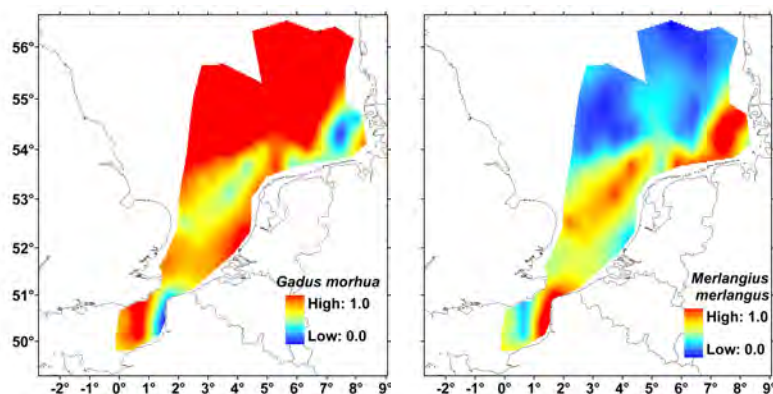 56°
55°
54°
53°
52°
51°
50°
Gadus morhua
High: 1.0
Low: 0.0
-2° -1° 0° 1° 2° 3° 4° 5° 6° 7° 8° 9°
Merlangius
merlangus
High: 1.0
Low: 0.0
-2° -1° 0° 1° 2° 3° 4° 5° 6° 7° 8° 9°